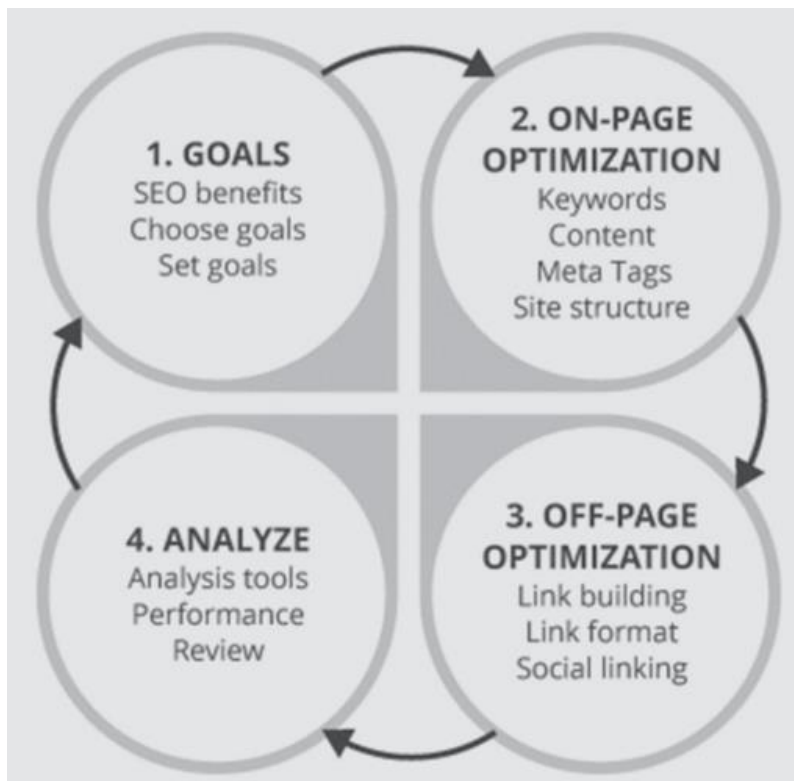 1. GOALS
SEO benefits
Choose goals
Set goals
2. ON-PAGE
OPTIMIZATION
Keywords
Content
Meta Tags
Site structure
3. OFF-PAGE
OPTIMIZATION
Link building
Link format
Social linking
4. ANALYZE
Analysis tools
Performance
Review